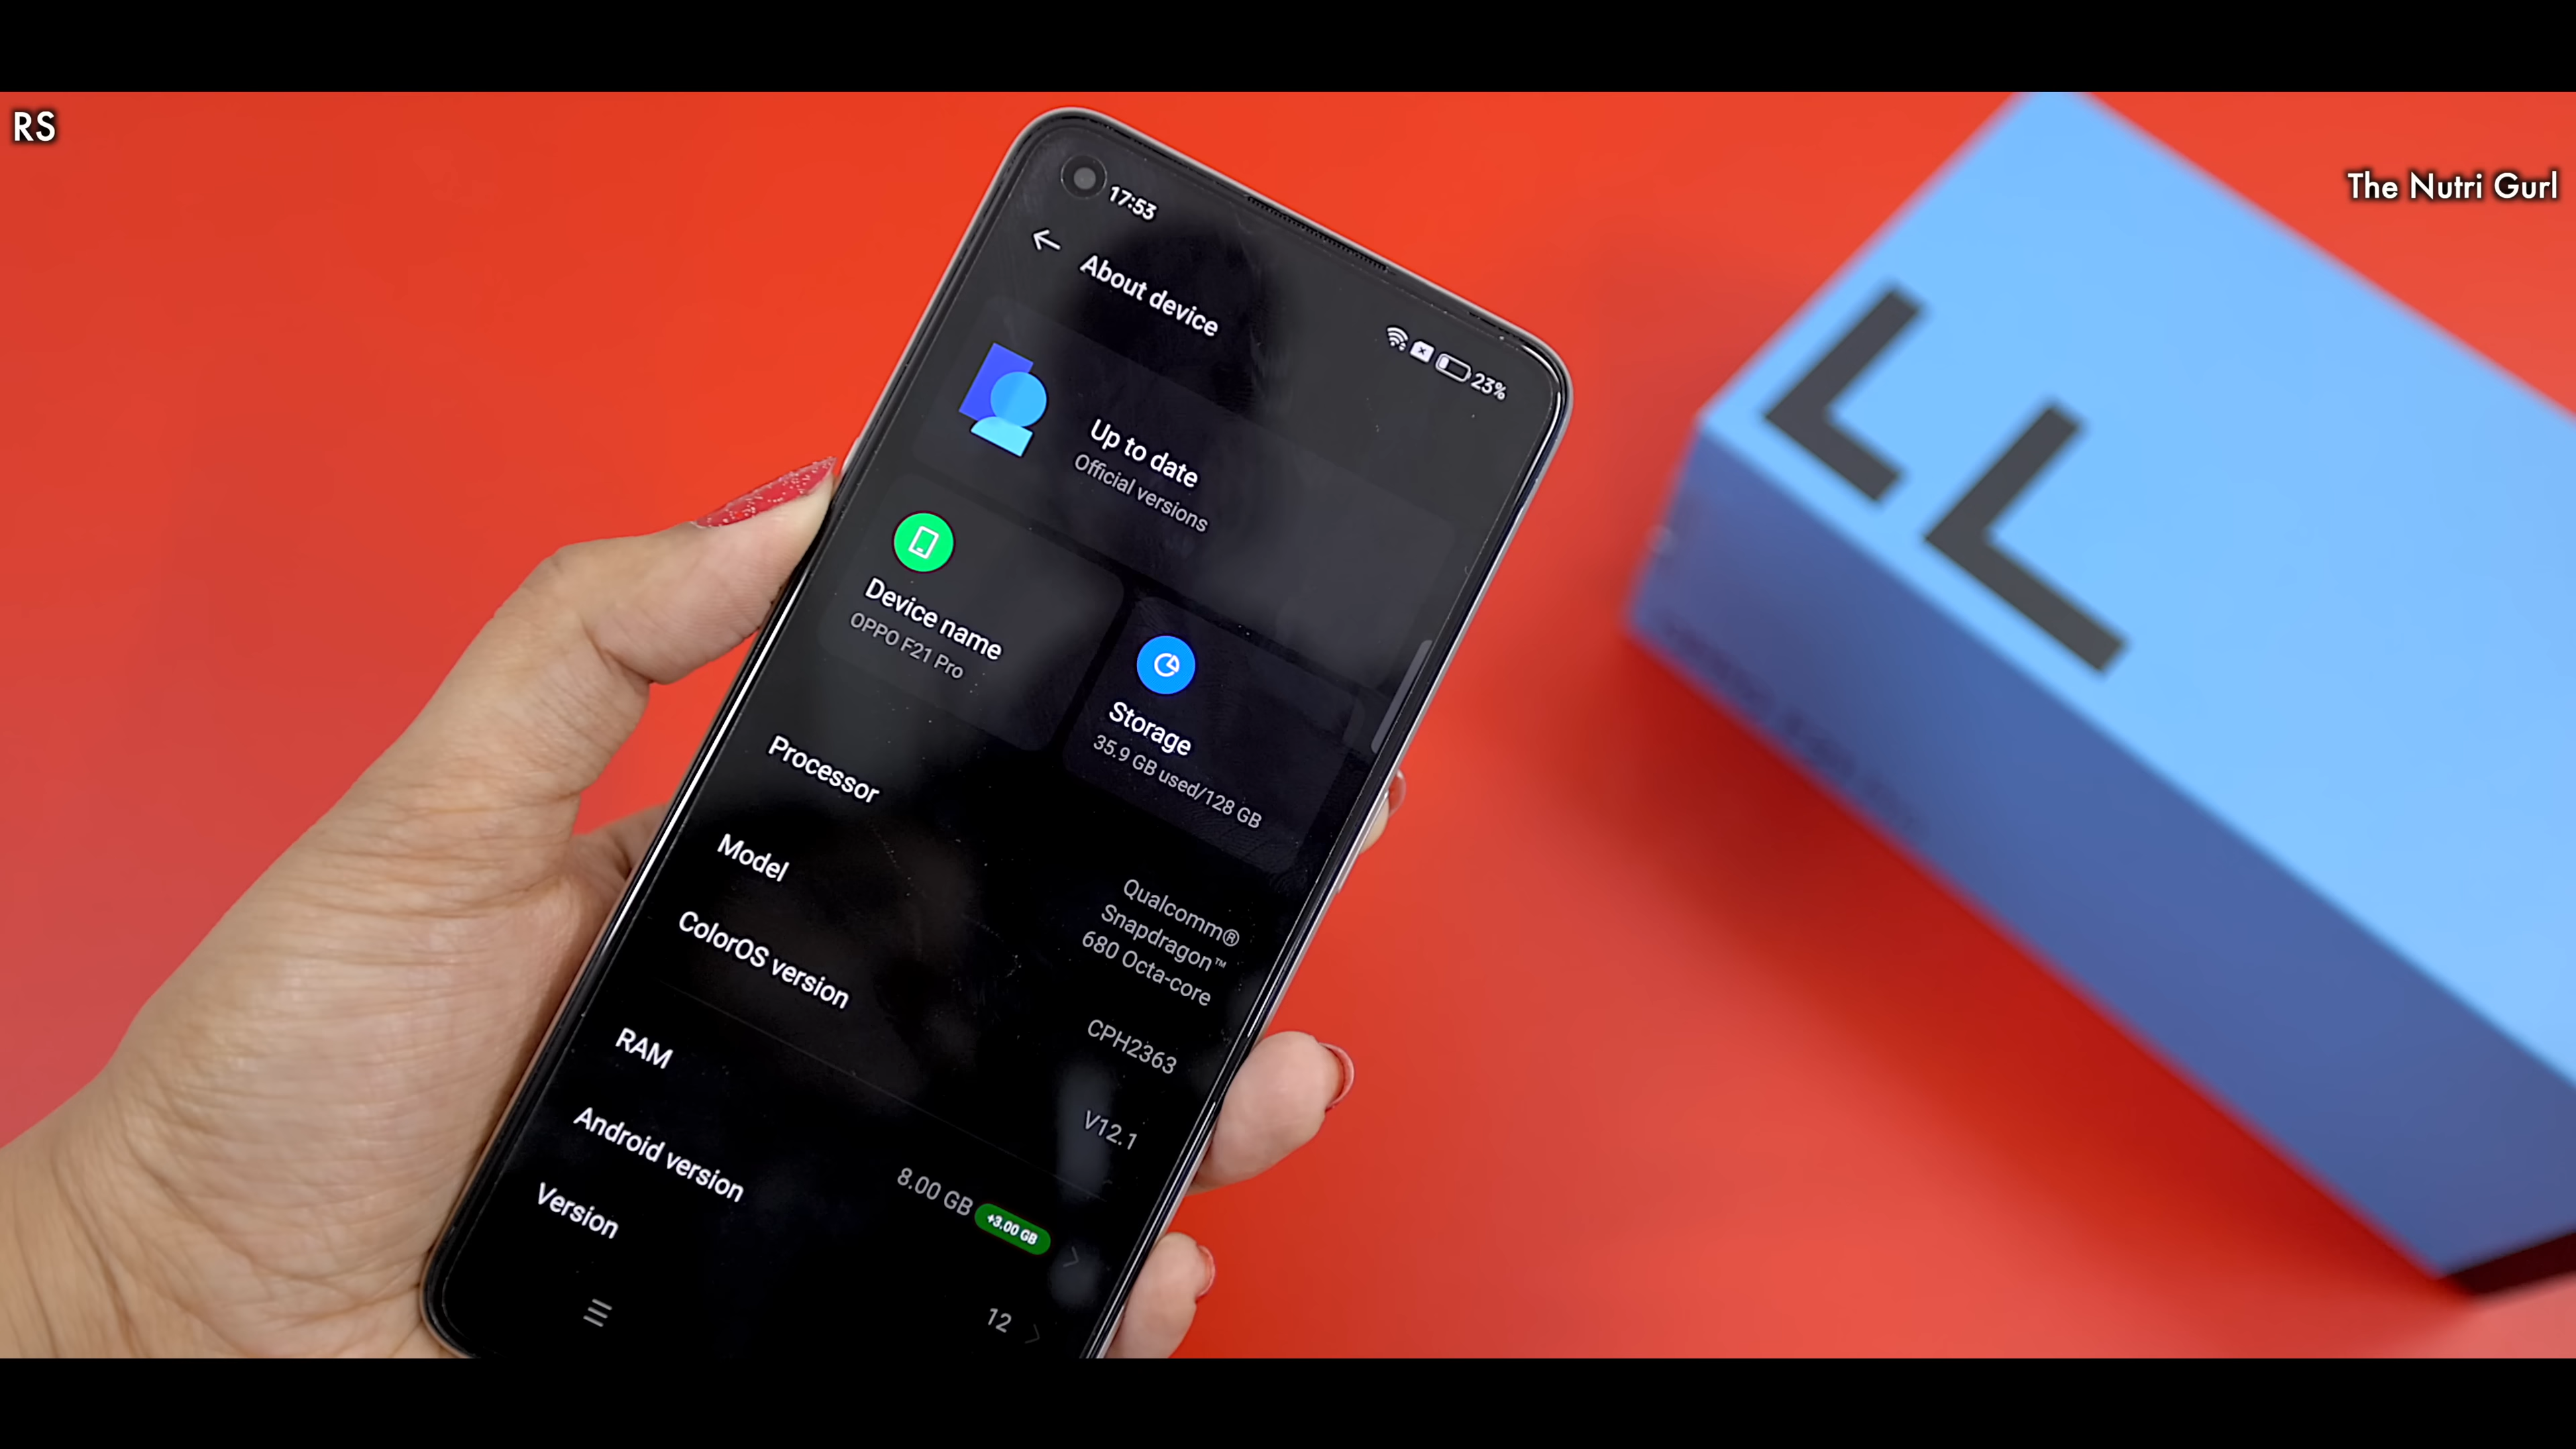 RS
The Nutri Gurl
17:53
23%
About device
Up to date
Official versions
Device name
OPPO F21 Pro
Storage
35.9 GB used/128 GB
Processor
Qualcomm®
Snapdragon™
680 Octa-core
Model
CPH2363
ColorOS version
V12.1
RAM
8.00 GB +3.00 GB
Android version
12
Version